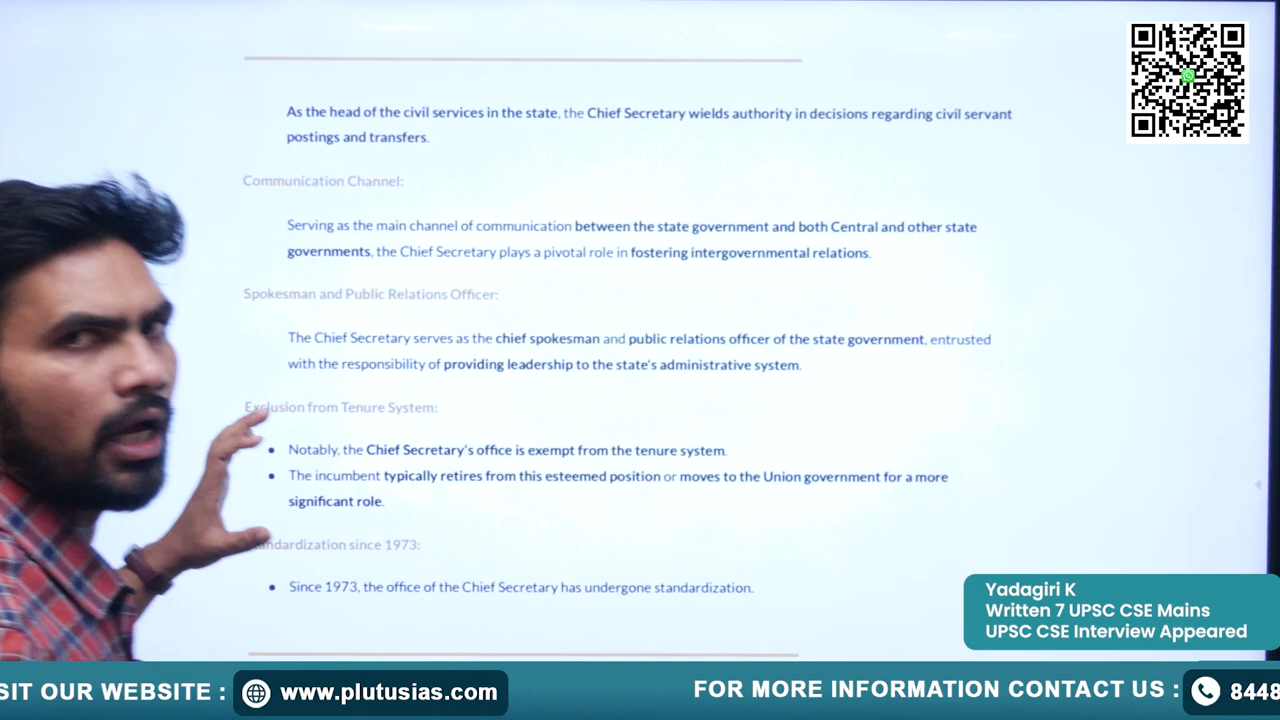 As the head of the civil services in the state, the Chief Secretary wields authority in decisions regarding civil servant
postings and transfers.
Communication Channel:
Serving as the main channel of communication between the state government and both Central and other state
governments, the Chief Secretary plays a pivotal role in fostering intergovernmental relations.
Spokesman and Public Relations Officer:
The Chief Secretary serves as the chief spokesman and public relations officer of the state government, entrusted
with the responsibility of providing leadership to the state's administrative system.
Exclusion from Tenure System:
• Notably, the Chief Secretary's office is exempt from the tenure system.
• The incumbent typically retires from this esteemed position or moves to the Union government for a more
significant role.
ndardization since 1973:
• Since 1973, the office of the Chief Secretary has undergone standardization.
Yadagiri K
Written 7 UPSC CSE Mains
UPSC CSE Interview Appeared
SIT OUR WEBSITE : www.plutusias.com FOR MORE INFORMATION CONTACT US : 8448